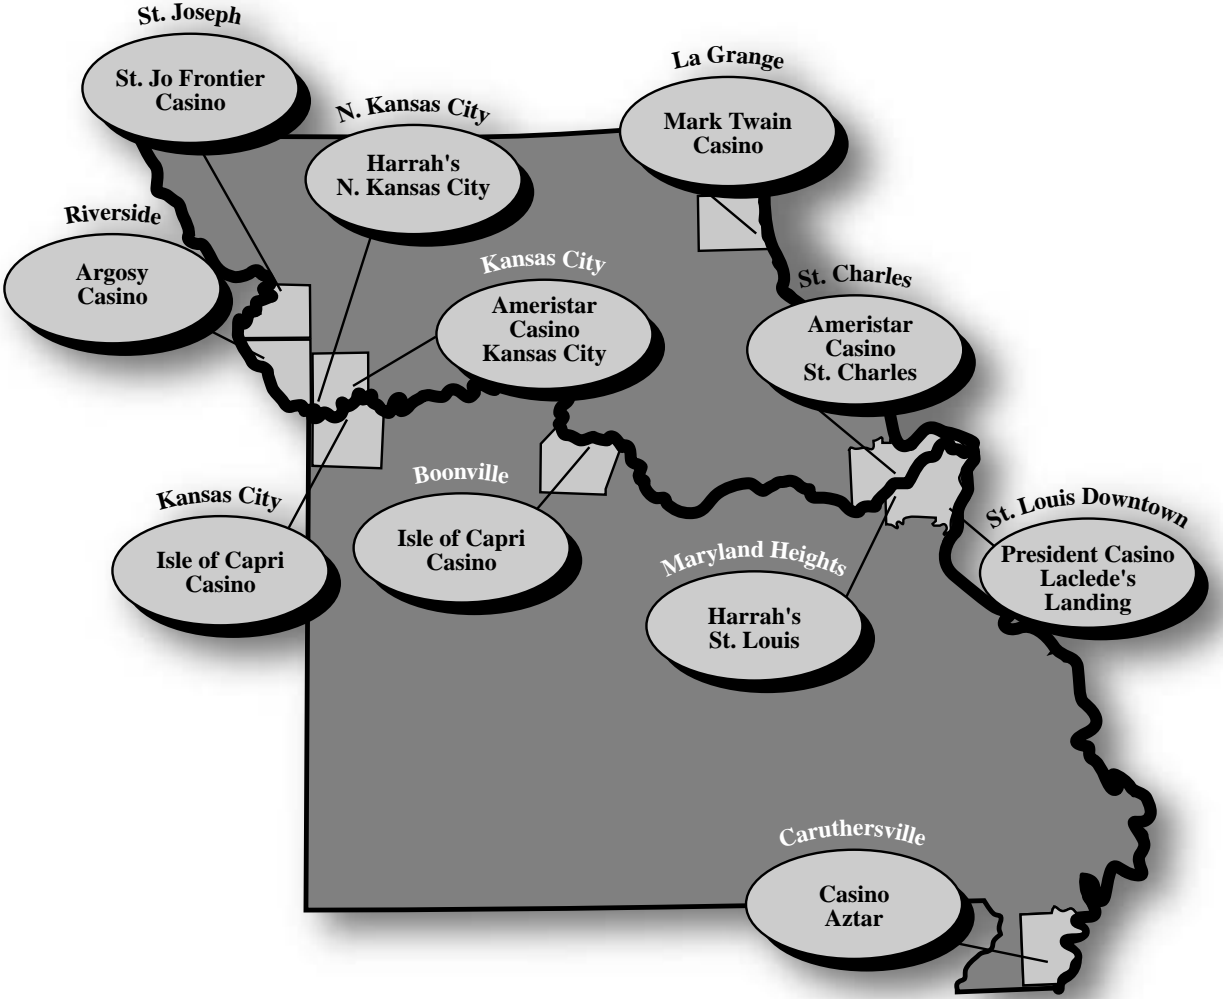 St. Joseph
St. Jo Frontier
Casino
La Grange
Mark Twain
Casino
N. Kansas City
Harrah's
N. Kansas City
Riverside
Argosy
Casino
Kansas City
Ameristar
Casino
Kansas City
St. Charles
Ameristar
Casino
St. Charles
Boonville
Isle of Capri
Casino
Kansas City
Isle of Capri
Casino
St. Louis Downtown
President Casino
Laclede's
Landing
Maryland Heights
Harrah's
St. Louis
Caruthersville
Casino
Aztar